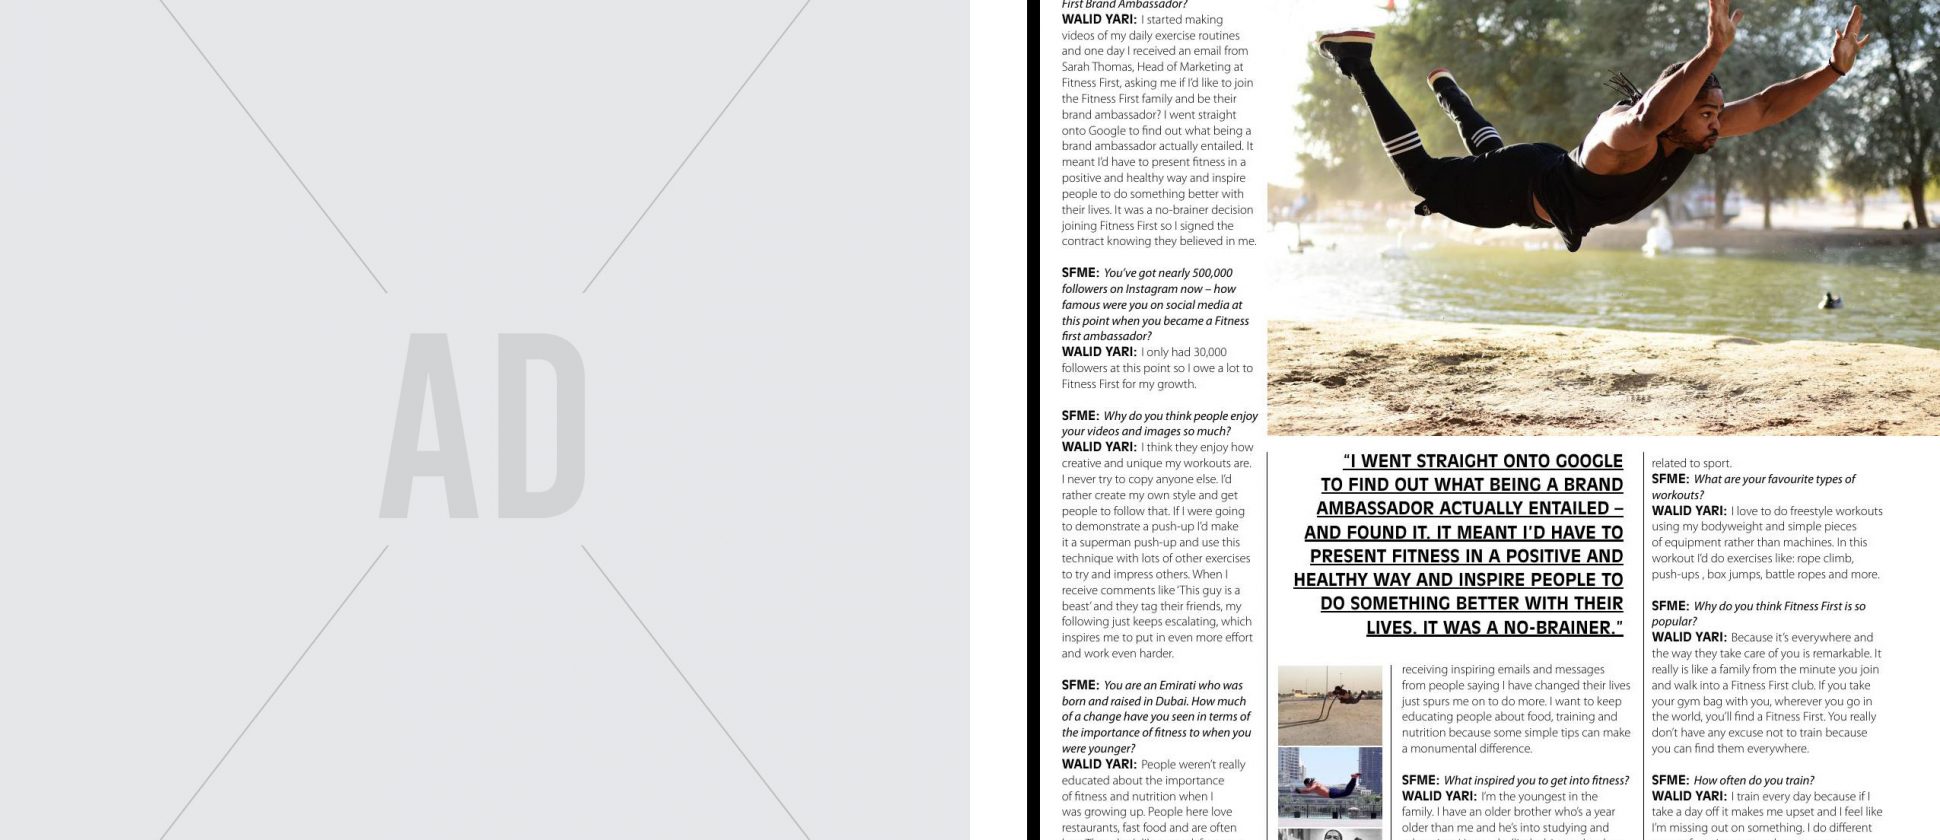 AD
First Brand Ambassador?
WALID YARI: I started making
videos of my daily exercise routines
and one day I received an email from
Sarah Thomas, Head of Marketing at
Fitness First, asking me if I'd like to join
the Fitness First family and be their
brand ambassador? I went straight
onto Google to find out what being a
brand ambassador actually entailed. It
meant I'd have to present fitness in a
positive and healthy way and inspire
people to do something better with
their lives. It was a no-brainer decision
joining Fitness First so I signed the
contract knowing they believed in me.
SFME: You've got nearly 500,000
followers on Instagram now – how
famous were you on social media at
this point when you became a Fitness
first ambassador?
WALID YARI: I only had 30,000
followers at this point so I owe a lot to
Fitness First for my growth.
SFME: Why do you think people enjoy
your videos and images so much?
WALID YARI: I think they enjoy how
creative and unique my workouts are.
I never try to copy anyone else. I'd
rather create my own style and get
people to follow that. If I were going
to demonstrate a push-up I'd make
it a superman push-up and use this
technique with lots of other exercises
to try and impress others. When I
receive comments like 'This guy is a
beast' and they tag their friends, my
following just keeps escalating, which
inspires me to put in even more effort
and work even harder.
SFME: You are an Emirati who was
born and raised in Dubai. How much
of a change have you seen in terms of
the importance of fitness to when you
were younger?
WALID YARI: People weren't really
educated about the importance
of fitness and nutrition when I
was growing up. People here love
restaurants, fast food and are often
"I WENT STRAIGHT ONTO GOOGLE
TO FIND OUT WHAT BEING A BRAND
AMBASSADOR ACTUALLY ENTAILED –
AND FOUND IT. IT MEANT I'D HAVE TO
PRESENT FITNESS IN A POSITIVE AND
HEALTHY WAY AND INSPIRE PEOPLE TO
DO SOMETHING BETTER WITH THEIR
LIVES. IT WAS A NO-BRAINER."
receiving inspiring emails and messages
from people saying I have changed their lives
just spurs me on to do more. I want to keep
educating people about food, training and
nutrition because some simple tips can make
a monumental difference.
SFME: What inspired you to get into fitness?
WALID YARI: I'm the youngest in the
family. I have an older brother who's a year
older than me and he's into studying and
related to sport.
SFME: What are your favourite types of
workouts?
WALID YARI: I love to do freestyle workouts
using my bodyweight and simple pieces
of equipment rather than machines. In this
workout I'd do exercises like: rope climb,
push-ups , box jumps, battle ropes and more.
SFME: Why do you think Fitness First is so
popular?
WALID YARI: Because it's everywhere and
the way they take care of you is remarkable. It
really is like a family from the minute you join
and walk into a Fitness First club. If you take
your gym bag with you, wherever you go in
the world, you'll find a Fitness First. You really
don't have any excuse not to train because
you can find them everywhere.
SFME: How often do you train?
WALID YARI: I train every day because if I
take a day off it makes me upset and I feel like
I'm missing out on something. I do different